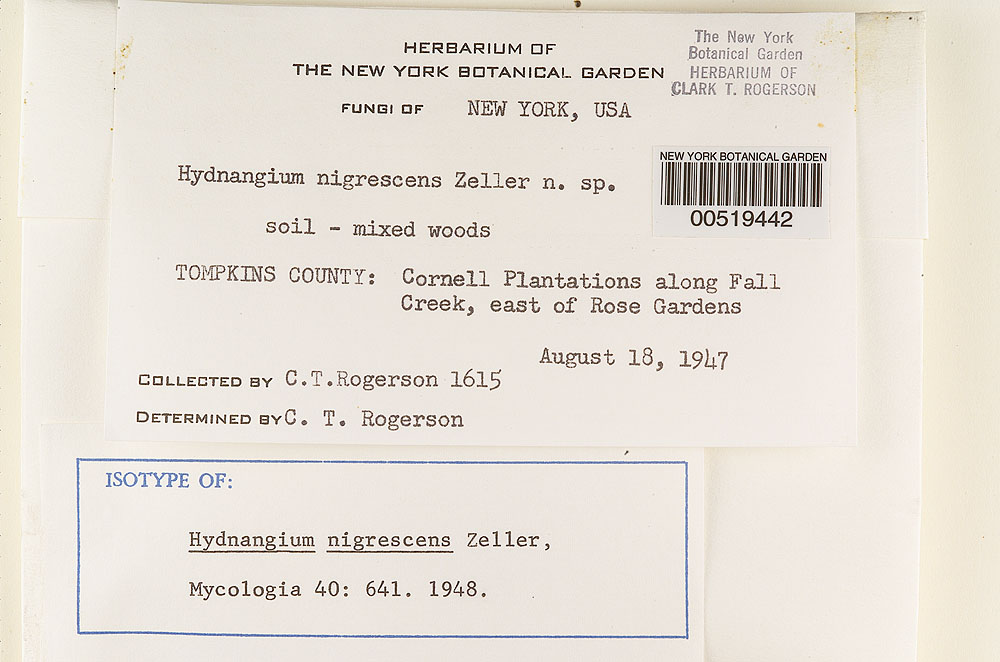 HERBARIUM OF
THE NEW YORK BOTANICAL GARDEN
The New York
Botanical Garden
HERBARIUM OF
CLARK T. ROGERSON
FUNGI OF NEW YORK, USA
NEW YORK BOTANICAL GARDEN
00519442
Hydnangium nigrescens Zeller n. sp.
soil - mixed woods
TOMPKINS COUNTY: Cornell Plantations along Fall
Creek, east of Rose Gardens
August 18, 1947
COLLECTED BY C.T.Rogerson 1615
DETERMINED BY C. T. Rogerson
ISOTYPE OF:
Hydnangium nigrescens Zeller,
Mycologia 40: 641. 1948.